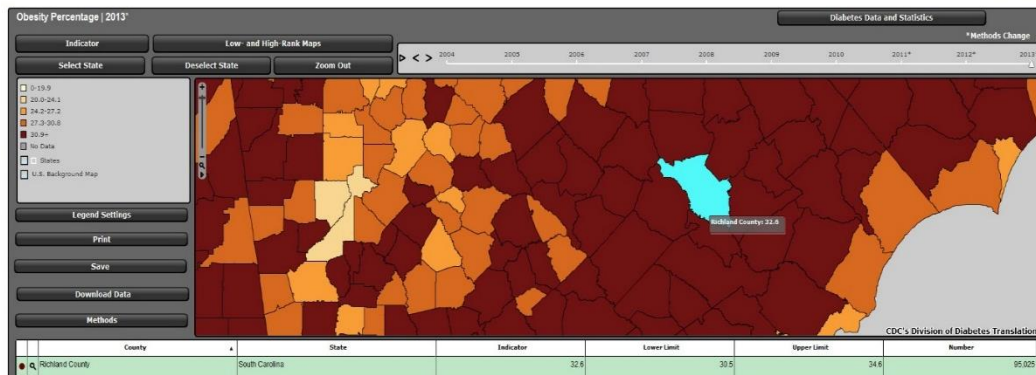 Obesity Percentage | 2013*
Diabetes Data and Statistics
*Methods Change
Indicator
Low- and High-Rank Maps
Select State
Deselect State
Zoom Out
2004 2005 2006 2007 2008 2009 2010 2011* 2012* 2013
0-19.9
20.0-24.1
24.2-27.2
27.3-30.8
30.9+
No Data
States
U.S. Background Map
Legend Settings
Print
Save
Download Data
Methods
Richland County: 32.6
CDC's Division of Diabetes Translation
County State Indicator Lower Limit Upper Limit Number
Richland County South Carolina 32.6 30.5 34.6 95,025